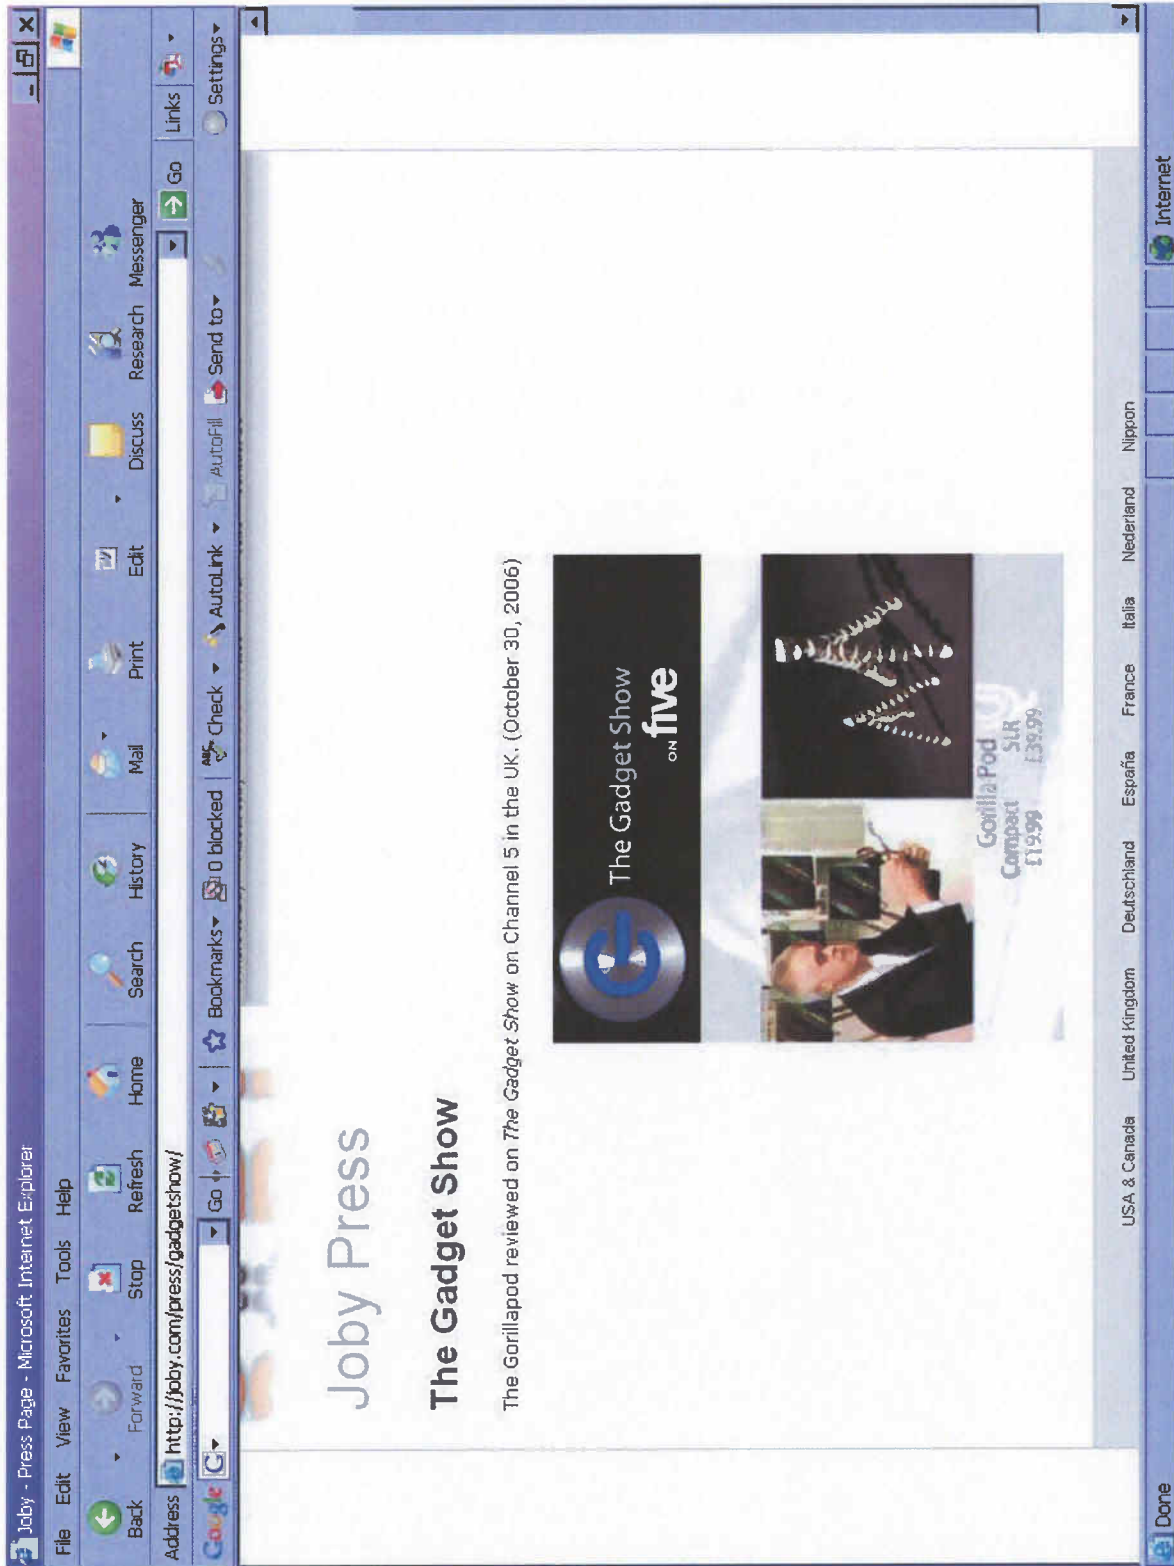 Joby - Press Page - Microsoft Internet Explorer
File Edit View Favorites Tools Help
Back Forward Stop Refresh Home Search History Mail Print Edit Discuss Research Messenger
Address http://joby.com/press/gadgetshow/ Go Links
Google G Go Bookmarks 0 blocked ABC Check AutoLink AutoFill Send to Settings
Joby Press
The Gadget Show
The Gorillapod reviewed on The Gadget Show on Channel 5 in the UK. (October 30, 2006)
The Gadget Show
ON five
Gorilla Pod
Compact SLR
£19.99 £39.99
USA & Canada United Kingdom Deutschland España France Italia Nederland Nippon
Done Internet